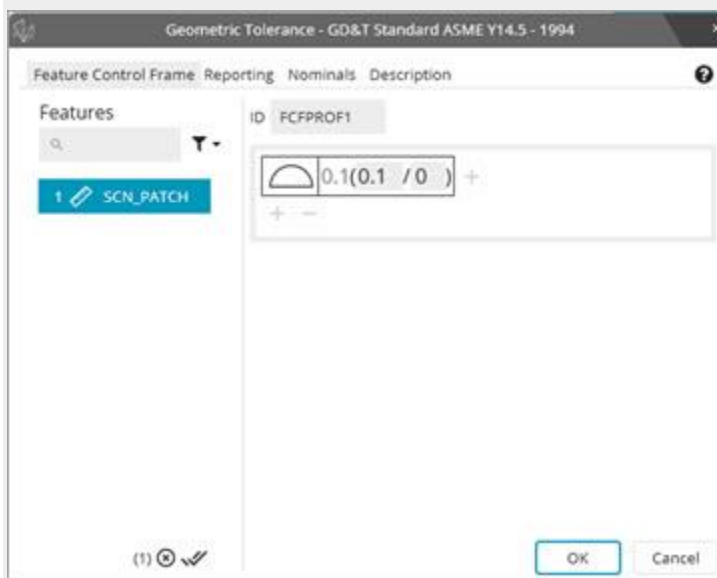 Geometric Tolerance - GD&T Standard ASME Y14.5 - 1994
Feature Control Frame Reporting Nominals Description
Features
ID FCFPROF1
0.1(0.1 / 0 )
1 SCN_PATCH
(1)
OK Cancel